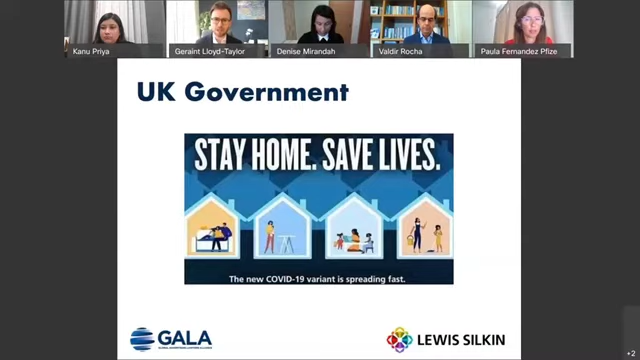 Kanu Priya
Geraint Lloyd-Taylor
Denise Mirandah
Valdir Rocha
Paula Fernandez Pfize
UK Government
STAY HOME. SAVE LIVES.
The new COVID-19 variant is spreading fast.
GALA
LEWIS SILKIN
+2